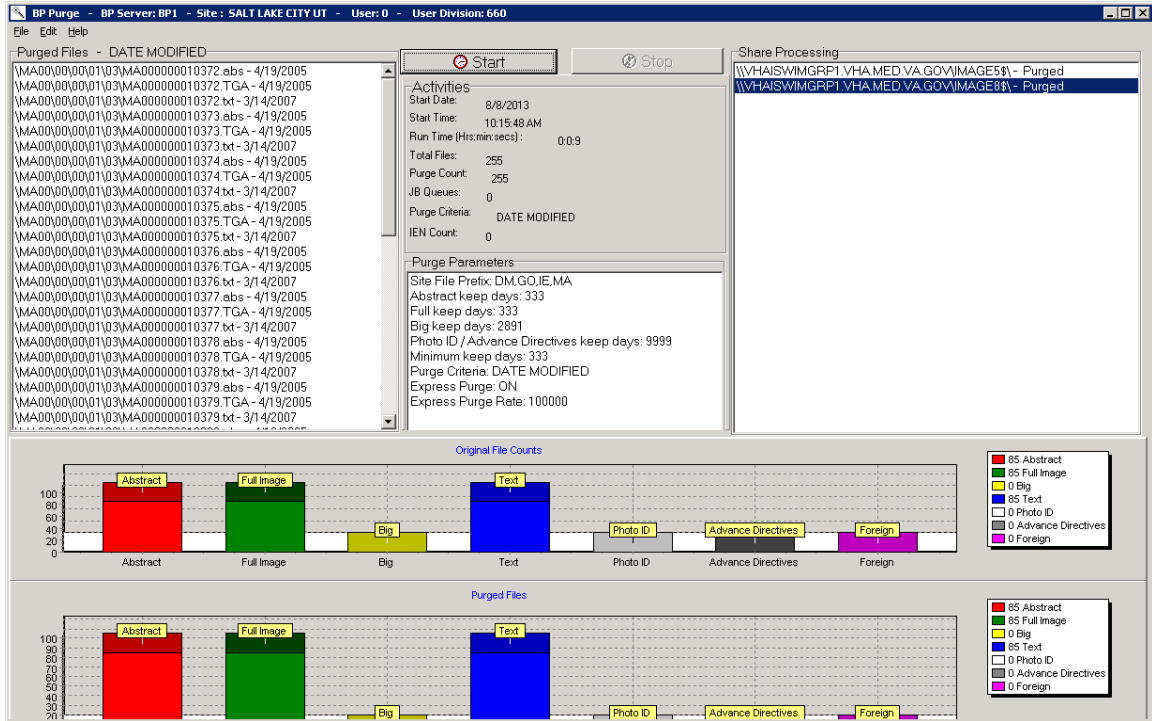 BP Purge - BP Server: BP1 - Site : SALT LAKE CITY UT - User: 0 - User Division: 660
File Edit Help
Purged Files - DATE MODIFIED
\MA00\00\00\01\03\MA000000010372.abs - 4/19/2005
\MA00\00\00\01\03\MA000000010372.TGA - 4/19/2005
\MA00\00\00\01\03\MA000000010372.txt - 3/14/2007
\MA00\00\00\01\03\MA000000010373.abs - 4/19/2005
\MA00\00\00\01\03\MA000000010373.TGA - 4/19/2005
\MA00\00\00\01\03\MA000000010373.txt - 3/14/2007
\MA00\00\00\01\03\MA000000010374.abs - 4/19/2005
\MA00\00\00\01\03\MA000000010374.TGA - 4/19/2005
\MA00\00\00\01\03\MA000000010374.txt - 3/14/2007
\MA00\00\00\01\03\MA000000010375.abs - 4/19/2005
\MA00\00\00\01\03\MA000000010375.TGA - 4/19/2005
\MA00\00\00\01\03\MA000000010375.txt - 3/14/2007
\MA00\00\00\01\03\MA000000010376.abs - 4/19/2005
\MA00\00\00\01\03\MA000000010376.TGA - 4/19/2005
\MA00\00\00\01\03\MA000000010376.txt - 3/14/2007
\MA00\00\00\01\03\MA000000010377.abs - 4/19/2005
\MA00\00\00\01\03\MA000000010377.TGA - 4/19/2005
\MA00\00\00\01\03\MA000000010377.txt - 3/14/2007
\MA00\00\00\01\03\MA000000010378.abs - 4/19/2005
\MA00\00\00\01\03\MA000000010378.TGA - 4/19/2005
\MA00\00\00\01\03\MA000000010378.txt - 3/14/2007
\MA00\00\00\01\03\MA000000010379.abs - 4/19/2005
\MA00\00\00\01\03\MA000000010379.TGA - 4/19/2005
\MA00\00\00\01\03\MA000000010379.txt - 3/14/2007
Start
Stop
Activities
Start Date: 8/8/2013
Start Time: 10:15:48 AM
Run Time (Hrs:min:secs) : 0:0:9
Total Files: 255
Purge Count: 255
JB Queues: 0
Purge Criteria: DATE MODIFIED
IEN Count: 0
Purge Parameters
Site File Prefix: DM,GO,IE,MA
Abstract keep days: 333
Full keep days: 333
Big keep days: 2891
Photo ID / Advance Directives keep days: 9999
Minimum keep days: 333
Purge Criteria: DATE MODIFIED
Express Purge: ON
Express Purge Rate: 100000
Share Processing
\\VHAISWIMGRP1.VHA.MED.VA.GOV\IMAGE5$\ - Purged
\\VHAISWIMGRP1.VHA.MED.VA.GOV\IMAGE8$\ - Purged
Original File Counts
100
80
60
40
20
0
Abstract Full Image Big Text Photo ID Advance Directives Foreign
Abstract Full Image Big Text Photo ID Advance Directives Foreign
85 Abstract
85 Full Image
0 Big
85 Text
0 Photo ID
0 Advance Directives
0 Foreign
Purged Files
100
90
80
70
60
50
40
30
20
Abstract Full Image Big Text Photo ID Advance Directives Foreign
85 Abstract
85 Full Image
0 Big
85 Text
0 Photo ID
0 Advance Directives
0 Foreign